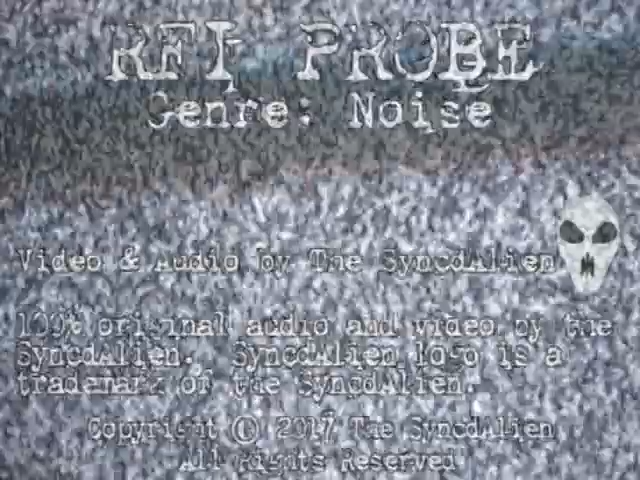 RFI PROBE
Genre: Noise
Video & Audio by The SyncdAlien
100% original audio and video by the
SyncdAlien. SyncdAlien logo is a
trademark of the SyncdAlien.
Copyright © 2017 The SyncdAlien
All Rights Reserved